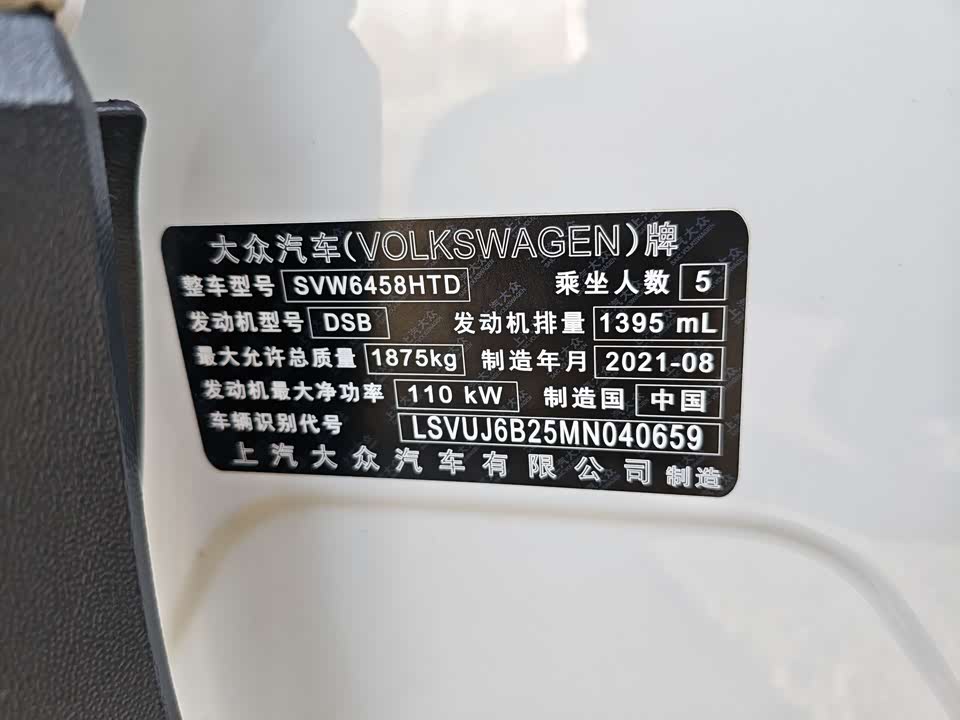 大众汽车(VOLKSWAGEN)牌
整车型号 SVW6458HTD 乘坐人数 5
发动机型号 DSB 发动机排量 1395 mL
最大允许总质量 1875kg 制造年月 2021-08
发动机最大净功率 110 kW 制造国 中国
车辆识别代号 LSVUJ6B25MN040659
上汽大众汽车有限公司 制造